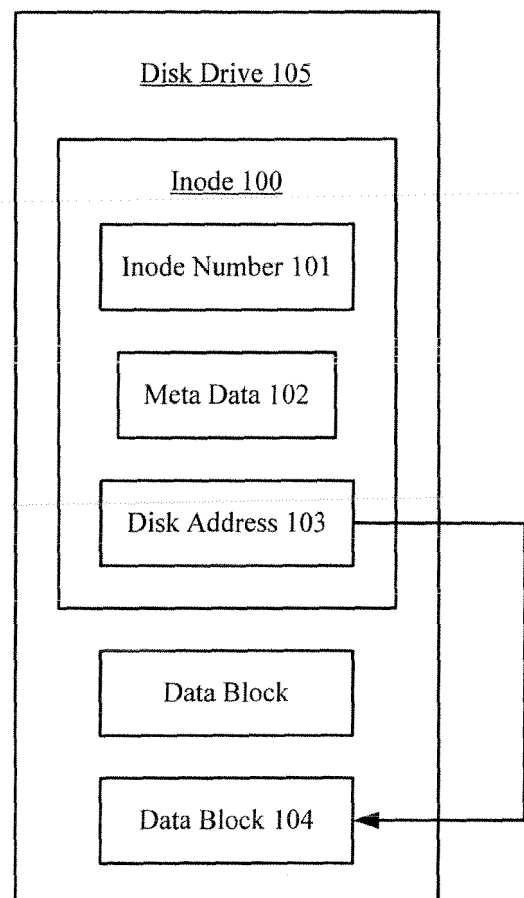 Disk Drive 105
Inode 100
Inode Number 101
Meta Data 102
Disk Address 103
Data Block
Data Block 104